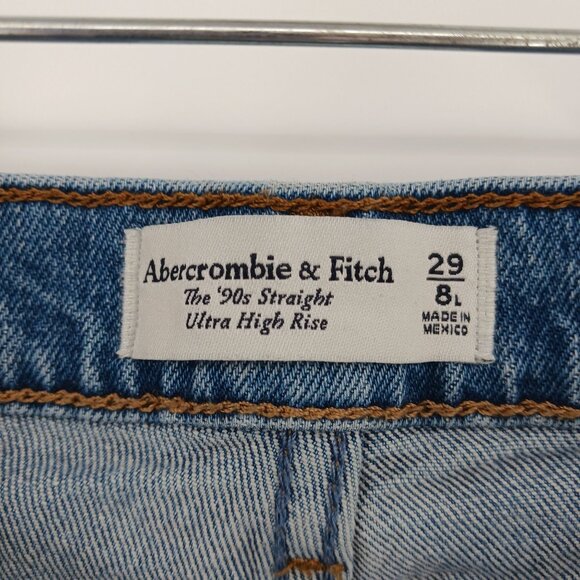 Abercrombie & Fitch
The '90s Straight
Ultra High Rise
29
8L
MADE IN
MEXICO